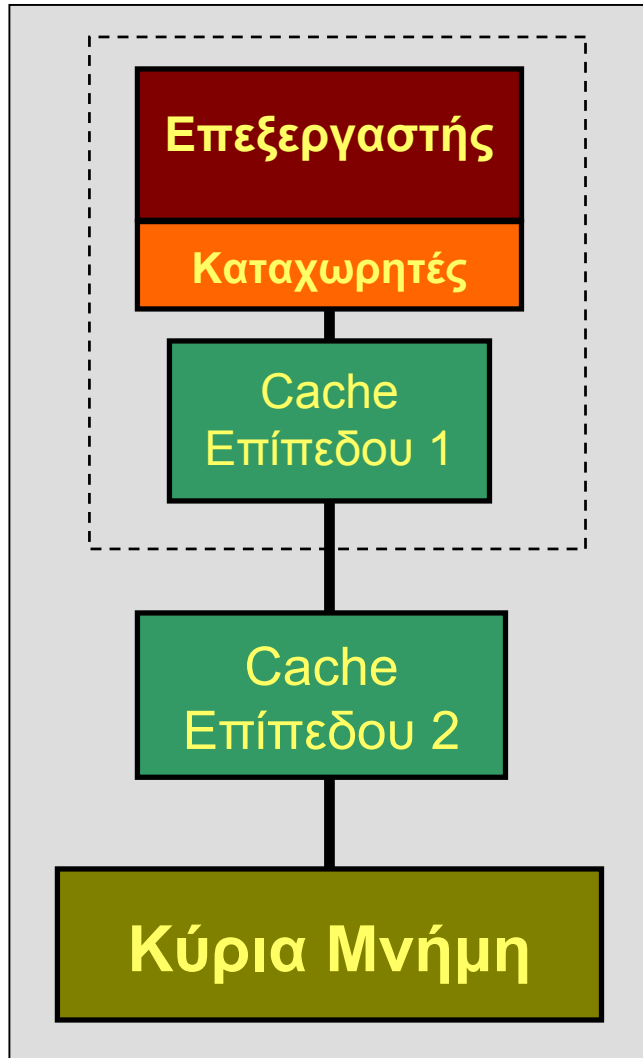 Επεξεργαστής
Καταχωρητές
Cache
Επίπεδου 1
Cache
Επίπεδου 2
Κύρια Μνήμη